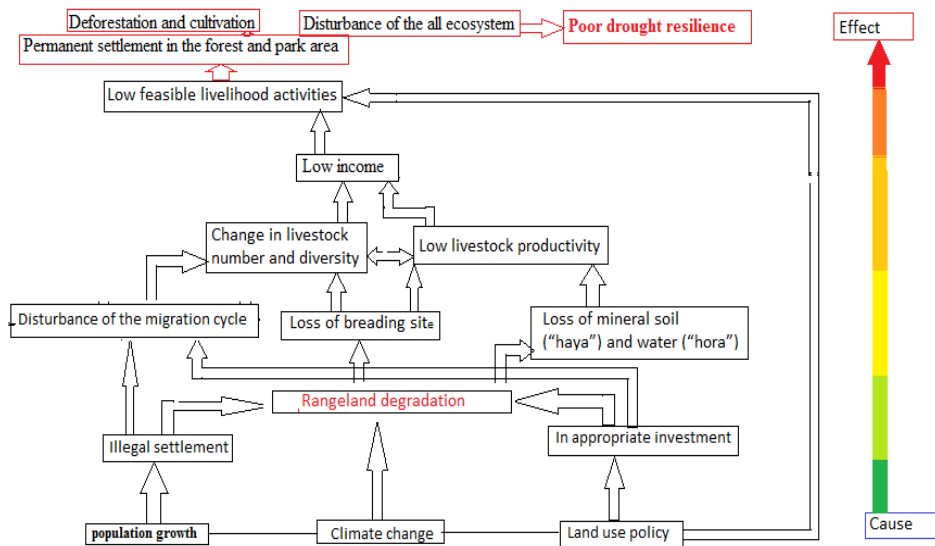 Deforestation and cultivation
Disturbance of the all ecosystem
Poor drought resilience
Effect
Permanent settlement in the forest and park area
Low feasible livelihood activities
Low income
Change in livestock
number and diversity
Low livestock productivity
Disturbance of the migration cycle
Loss of breading site
Loss of mineral soil
("haya") and water ("hora")
Rangeland degradation
Illegal settlement
In appropriate investment
population growth
Climate change
Land use policy
Cause